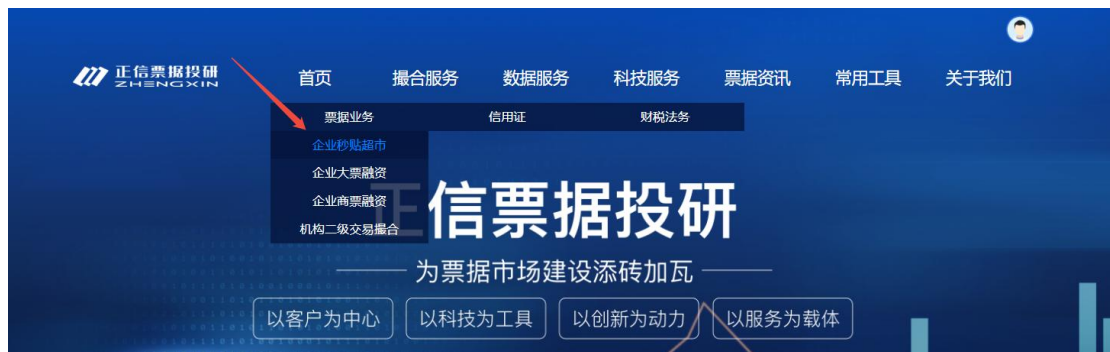 正信票据投研
ZHENGXIN
首页 撮合服务 数据服务 科技服务 票据资讯 常用工具 关于我们
票据业务 信用证 财税法务
企业秒贴超市
企业大票融资
企业商票融资
机构二级交易撮合
正信票据投研
为票据市场建设添砖加瓦
以客户为中心 以科技为工具 以创新为动力 以服务为载体